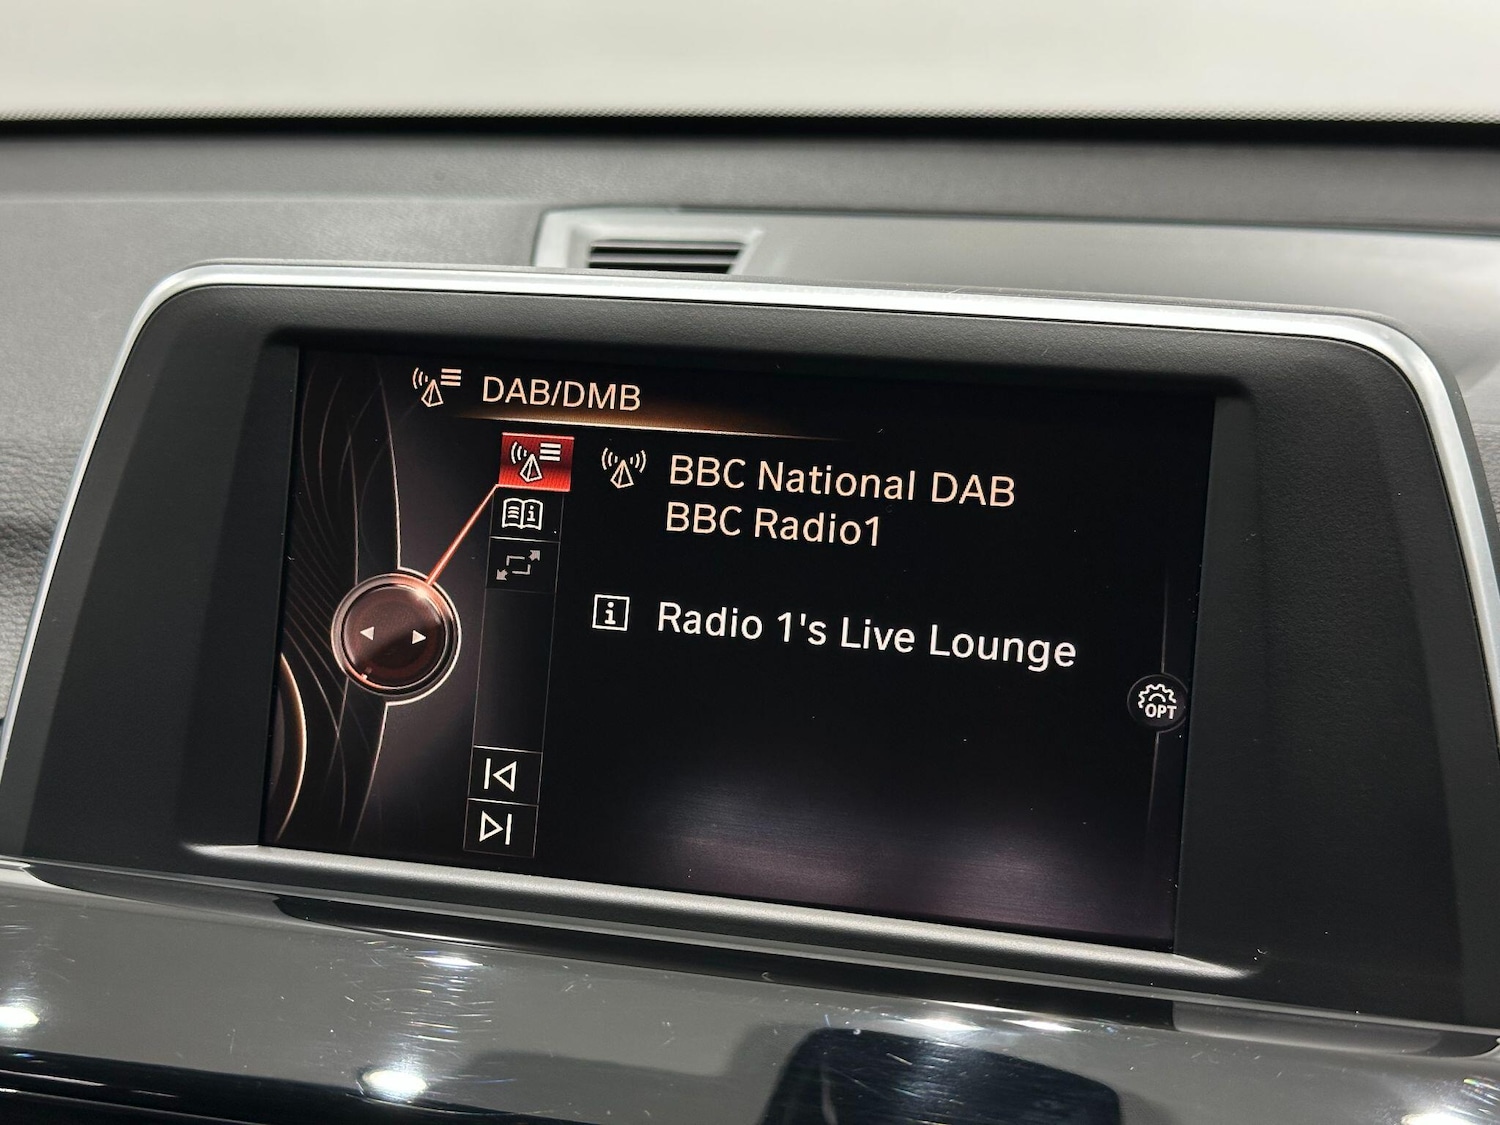 DAB/DMB
BBC National DAB
BBC Radio1
Radio 1's Live Lounge
OPT